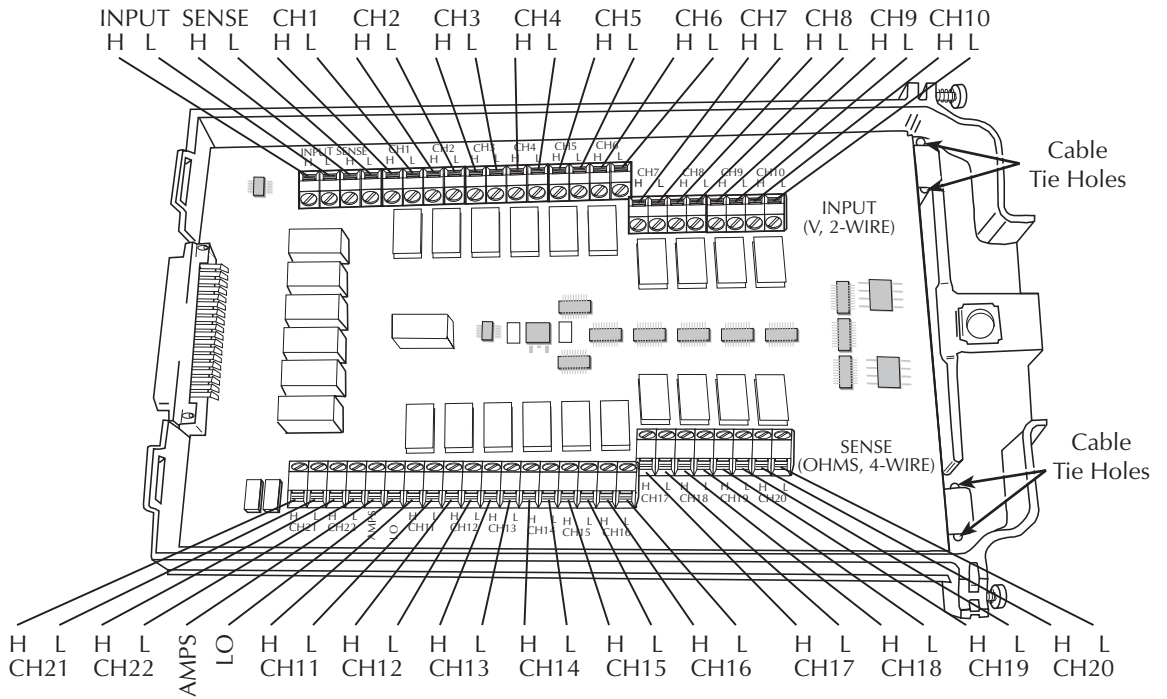 INPUT SENSE CH1 CH2 CH3 CH4 CH5 CH6 CH7 CH8 CH9 CH10
H L H L H L H L H L H L H L H L H L H L H L H L
INPUT SENSE CH1 CH2 CH3 CH4 CH5 CH6
H L H L H L H L H L H L H L H L
CH7 CH8 CH9 CH10
H L H L H L H L
Cable
Tie Holes
INPUT
(V, 2-WIRE)
SENSE
(OHMS, 4-WIRE)
Cable
Tie Holes
H L H L H L H L
CH17 CH18 CH19 CH20
H L H L AMPS LO H L H L H L H L H L H L
CH21 CH22 CH11 CH12 CH13 CH14 CH15 CH16
H L H L AMPS LO H L H L H L H L H L H L H L H L H L H L
CH21 CH22 CH11 CH12 CH13 CH14 CH15 CH16 CH17 CH18 CH19 CH20